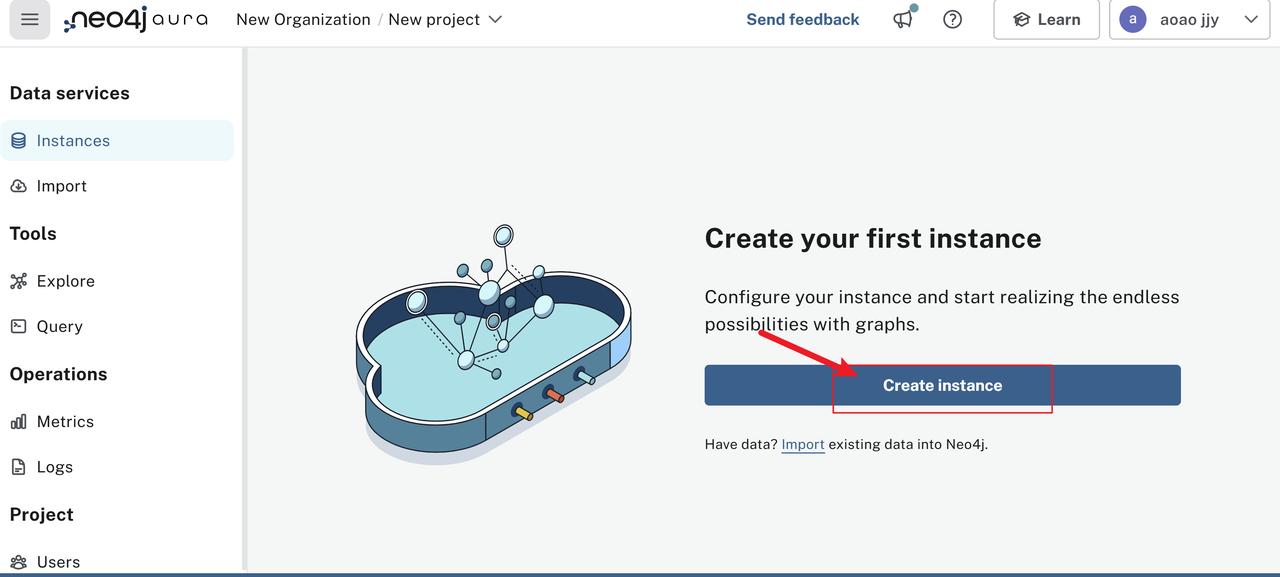 neo4j aura New Organization / New project Send feedback Learn a aoao jjy
Data services
Instances
Import
Tools
Explore
Query
Operations
Metrics
Logs
Project
Users
Create your first instance
Configure your instance and start realizing the endless
possibilities with graphs.
Create instance
Have data? Import existing data into Neo4j.